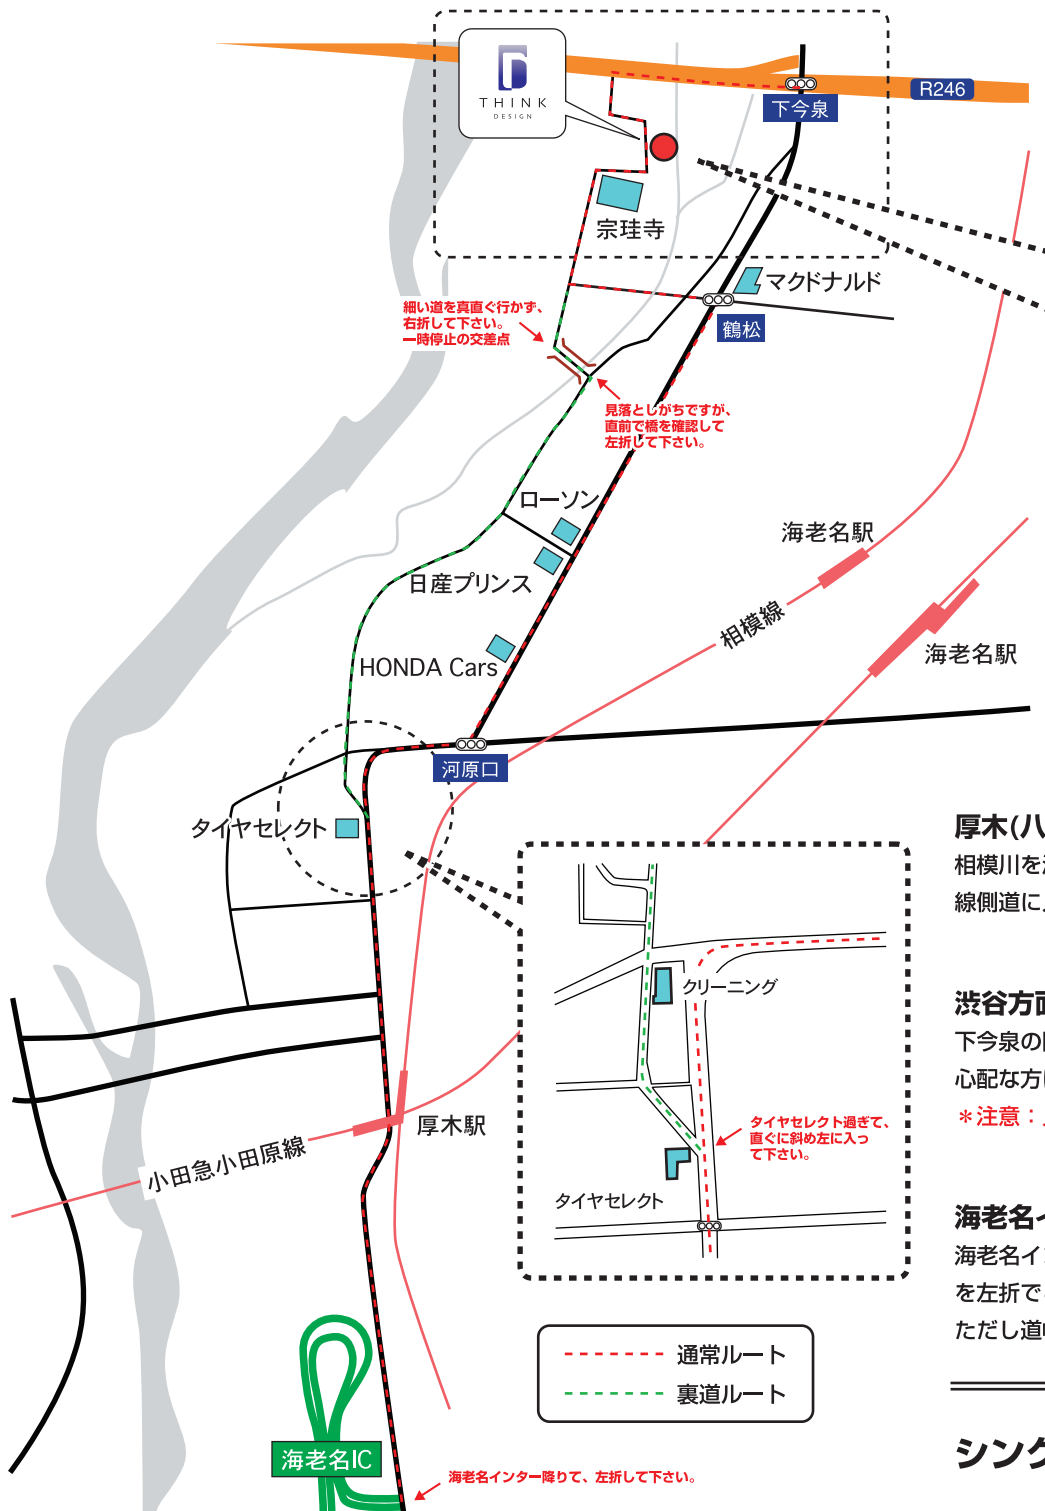 THINK
DESIGN
R246
下今泉
宗珪寺
マクドナルド
鶴松
細い道を真直ぐ行かず、
右折して下さい。
一時停止の交差点
見落としがちですが、
直前で橋を確認して
左折して下さい。
ローソン
日産プリンス
HONDA Cars
海老名駅
相模線
海老名駅
河原口
タイヤセレクト
厚木(八
相模川を
線側道に
クリーニング
渋谷方面
下今泉の
心配な方
*注意：
タイヤセレクト過ぎて、
直ぐに斜め左に入っ
て下さい。
タイヤセレクト
厚木駅
小田急小田原線
海老名イ
海老名イ
を左折で
ただし道
通常ルート
裏道ルート
海老名IC
海老名インター降りて、左折して下さい。
シンク